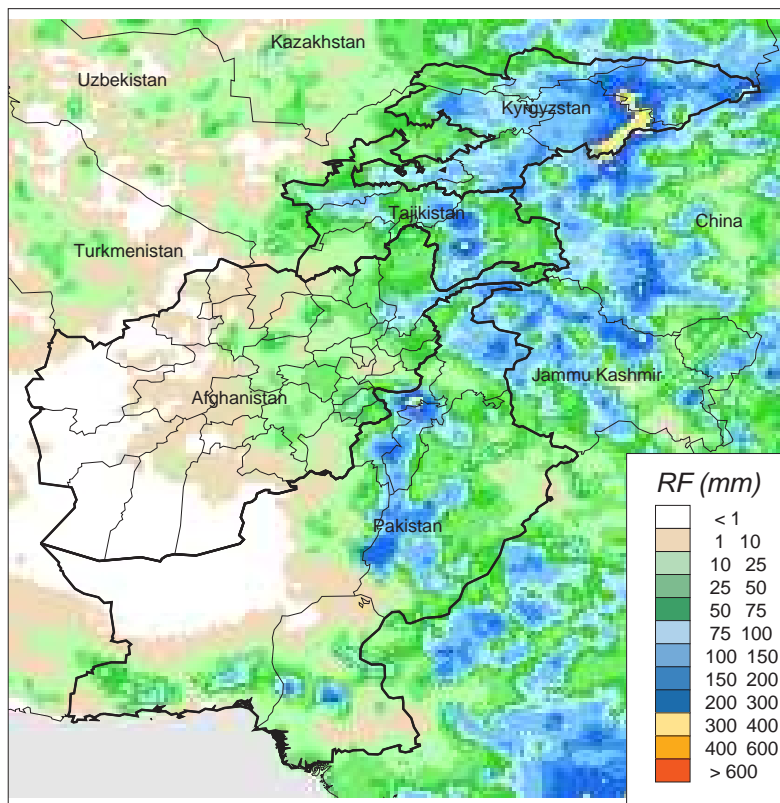 Kazakhstan
Uzbekistan
Kyrgyzstan
Tajikistan
China
Turkmenistan
Jammu Kashmir
Afghanistan
Pakistan
RF (mm)
< 1
1 10
10 25
25 50
50 75
75 100
100 150
150 200
200 300
300 400
400 600
> 600